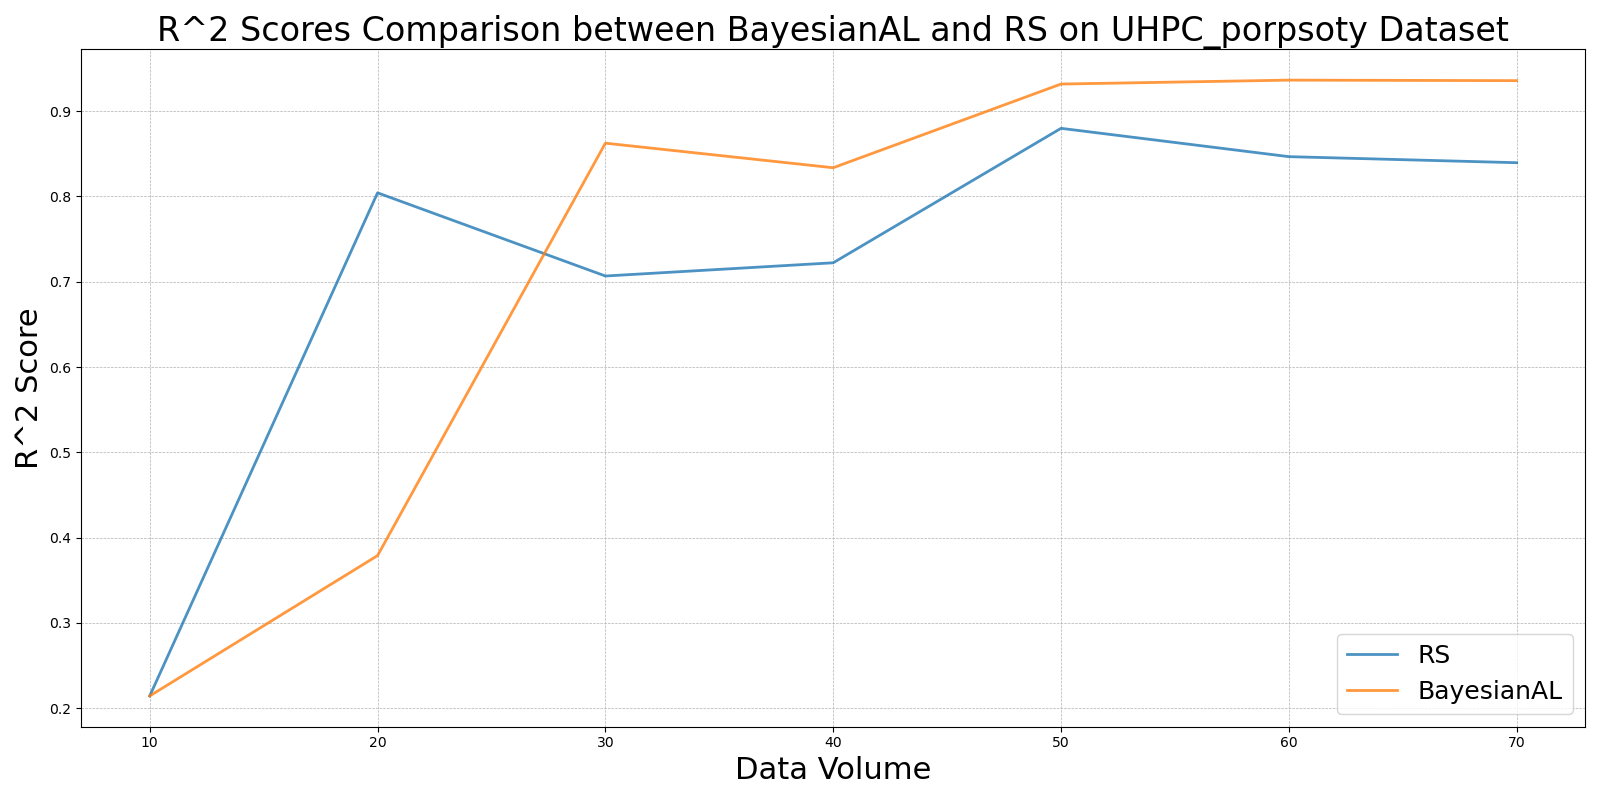 R^2 Scores Comparison between BayesianAL and RS on UHPC_porpsoty Dataset
R^2 Score
0.9
0.8
0.7
0.6
0.5
0.4
0.3
0.2
10 20 30 40 50 60 70
Data Volume
RS
BayesianAL